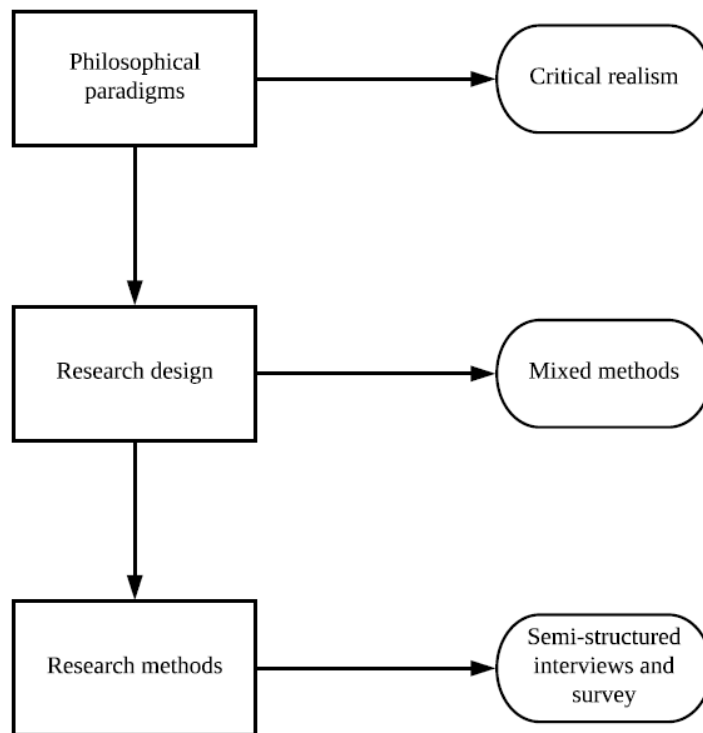 Philosophical
paradigms
Critical realism
Research design
Mixed methods
Research methods
Semi-structured
interviews and
survey